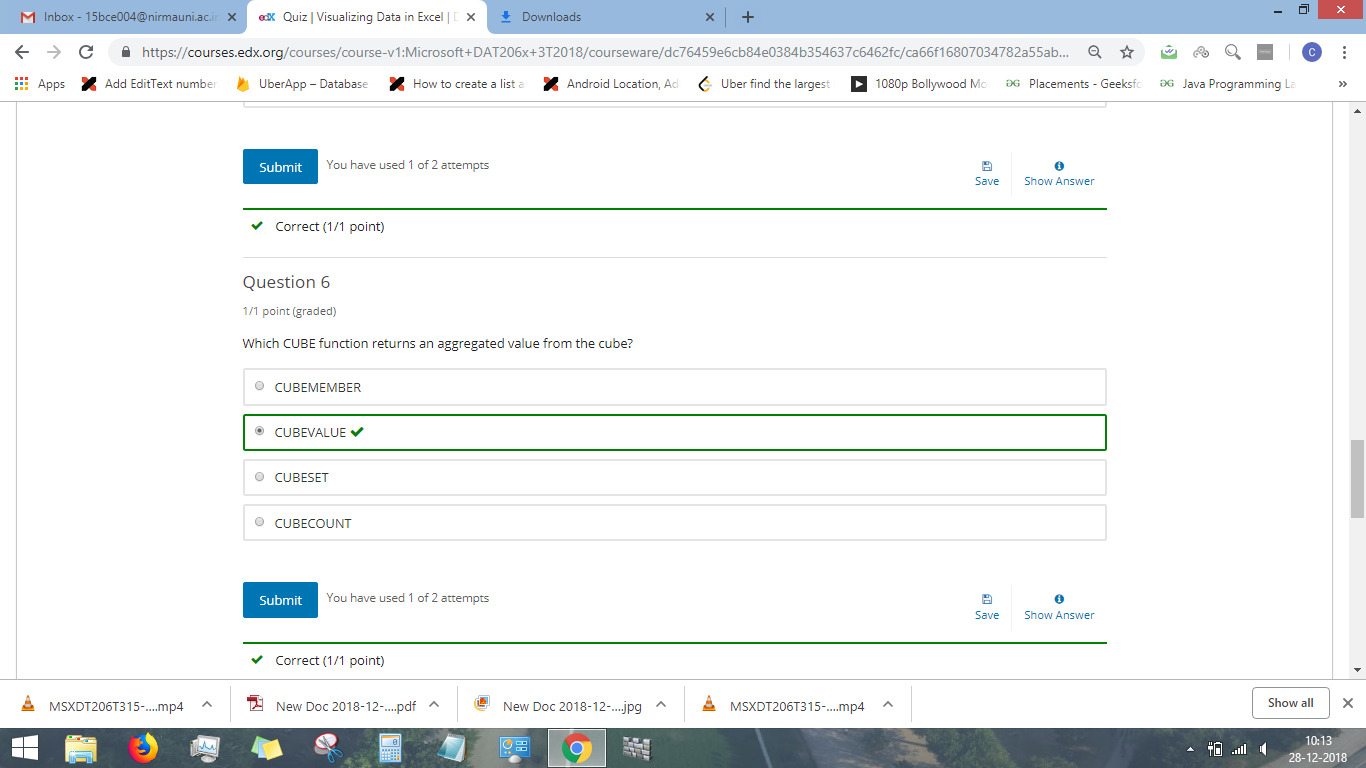 Inbox - 15bce004@nirmauni.ac.i
edX Quiz | Visualizing Data in Excel |
Downloads
https://courses.edx.org/courses/course-v1:Microsoft+DAT206x+3T2018/courseware/dc76459e6cb84e0384b354637c6462fc/ca66f16807034782a55ab...
C
Apps
Add EditText number
UberApp – Database
How to create a list a
Android Location, Ad
Uber find the largest
1080p Bollywood Mo
Placements - Geeksfo
Java Programming La
»
Submit
You have used 1 of 2 attempts
Save
Show Answer
Correct (1/1 point)
Question 6
1/1 point (graded)
Which CUBE function returns an aggregated value from the cube?
CUBEMEMBER
CUBEVALUE
CUBESET
CUBECOUNT
Submit
You have used 1 of 2 attempts
Save
Show Answer
Correct (1/1 point)
MSXDT206T315-....mp4
New Doc 2018-12-....pdf
New Doc 2018-12-....jpg
MSXDT206T315-....mp4
Show all
10:13
28-12-2018